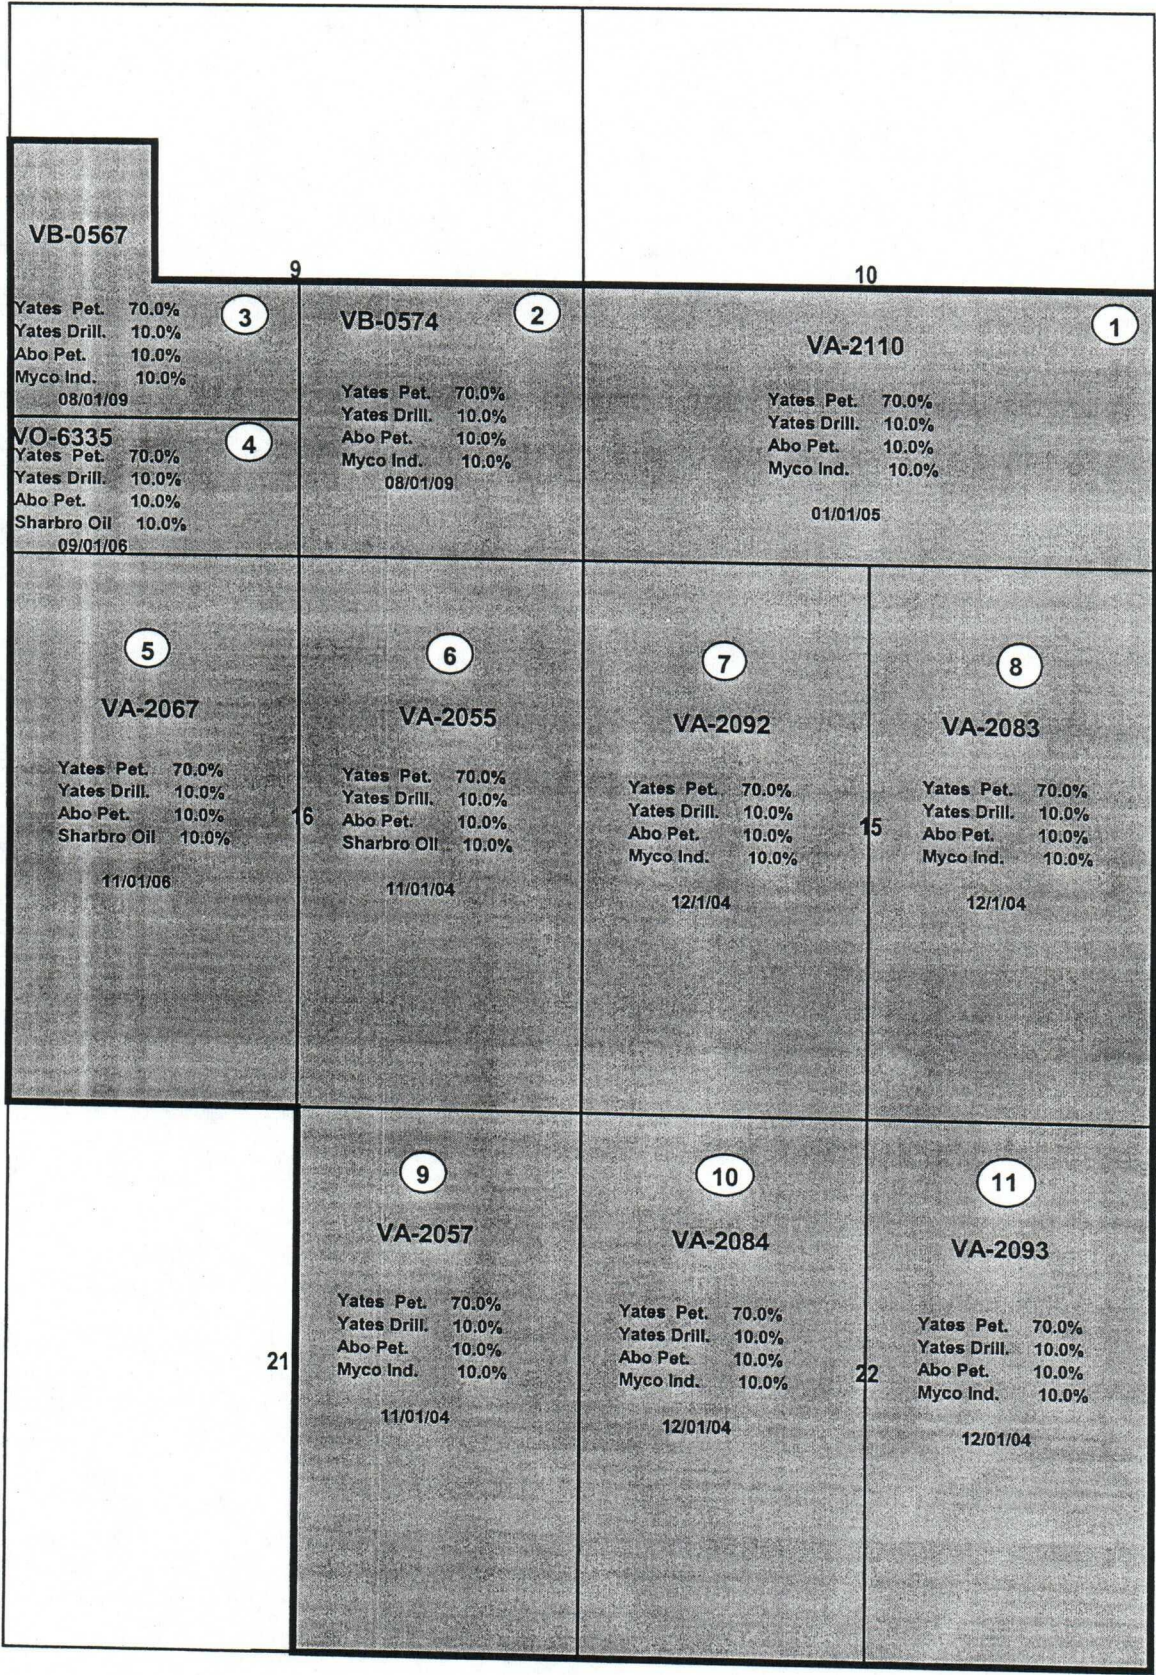 VB-0567
9
10
Yates Pet. 70.0%
Yates Drill. 10.0%
Abo Pet. 10.0%
Myco Ind. 10.0%
08/01/09
3
VB-0574
2
Yates Pet. 70.0%
Yates Drill. 10.0%
Abo Pet. 10.0%
Myco Ind. 10.0%
08/01/09
1
VA-2110
Yates Pet. 70.0%
Yates Drill. 10.0%
Abo Pet. 10.0%
Myco Ind. 10.0%
01/01/05
VO-6335
4
Yates Pet. 70.0%
Yates Drill. 10.0%
Abo Pet. 10.0%
Sharbro Oil 10.0%
09/01/06
5
VA-2067
Yates Pet. 70.0%
Yates Drill. 10.0%
Abo Pet. 10.0%
Sharbro Oil 10.0%
11/01/06
16
6
VA-2055
Yates Pet. 70.0%
Yates Drill. 10.0%
Abo Pet. 10.0%
Sharbro Oil 10.0%
11/01/04
7
VA-2092
Yates Pet. 70.0%
Yates Drill. 10.0%
Abo Pet. 10.0%
Myco Ind. 10.0%
12/1/04
15
8
VA-2083
Yates Pet. 70.0%
Yates Drill. 10.0%
Abo Pet. 10.0%
Myco Ind. 10.0%
12/1/04
21
9
VA-2057
Yates Pet. 70.0%
Yates Drill. 10.0%
Abo Pet. 10.0%
Myco Ind. 10.0%
11/01/04
10
VA-2084
Yates Pet. 70.0%
Yates Drill. 10.0%
Abo Pet. 10.0%
Myco Ind. 10.0%
12/01/04
22
11
VA-2093
Yates Pet. 70.0%
Yates Drill. 10.0%
Abo Pet. 10.0%
Myco Ind. 10.0%
12/01/04